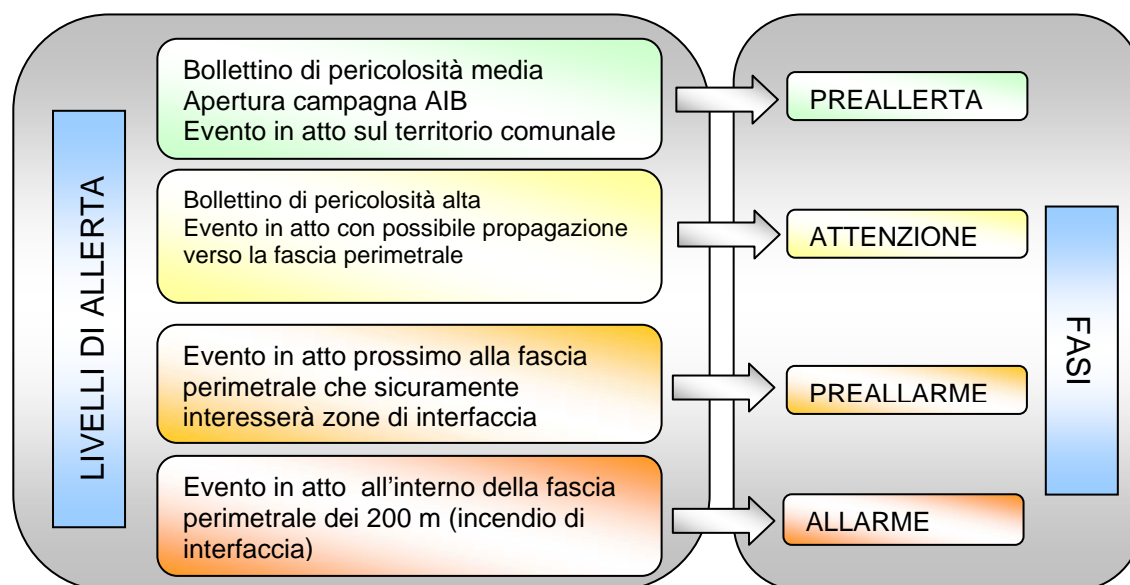 LIVELLI DI ALLERTA
Bollettino di pericolosità media
Apertura campagna AIB
Evento in atto sul territorio comunale
PREALLERTA
Bollettino di pericolosità alta
Evento in atto con possibile propagazione
verso la fascia perimetrale
ATTENZIONE
Evento in atto prossimo alla fascia
perimetrale che sicuramente
interesserà zone di interfaccia
PREALLARME
Evento in atto  all’interno della fascia
perimetrale dei 200 m (incendio di
interfaccia)
ALLARME
FASI